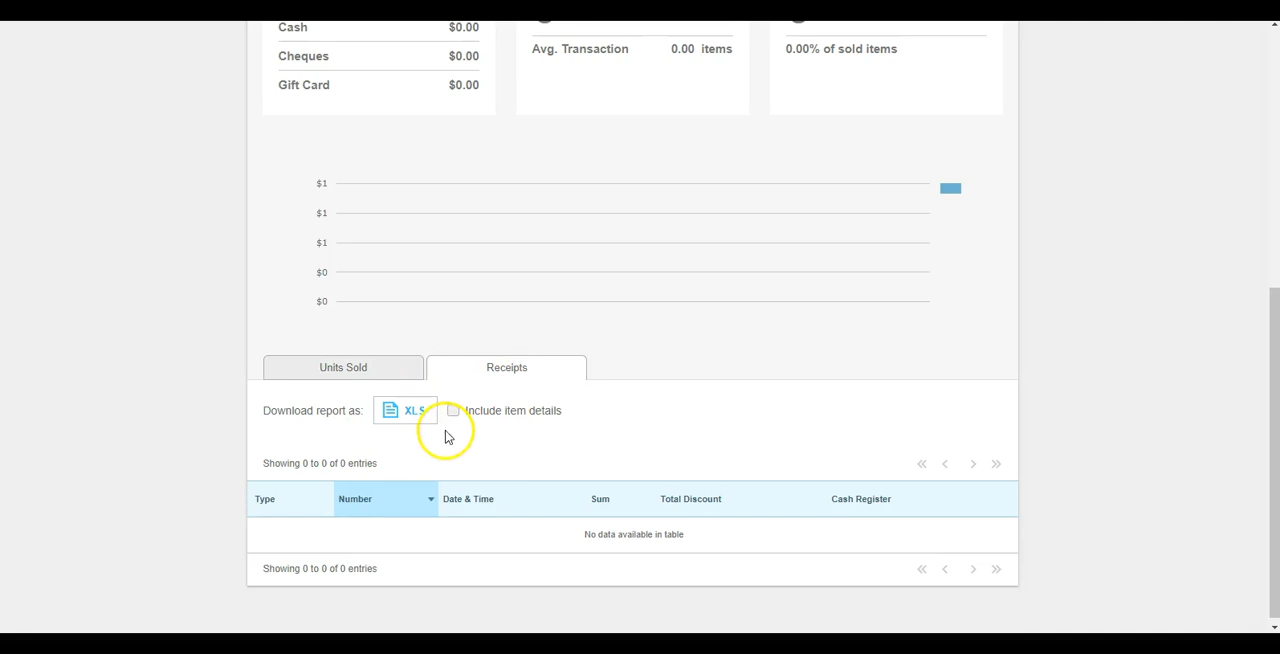 Cash $0.00
Cheques $0.00
Gift Card $0.00
Avg. Transaction 0.00 items
0.00% of sold items
$1
$1
$1
$0
$0
Units Sold
Receipts
Download report as: XLS Include item details
Showing 0 to 0 of 0 entries « ‹ › »
Type Number Date & Time Sum Total Discount Cash Register
No data available in table
Showing 0 to 0 of 0 entries « ‹ › »